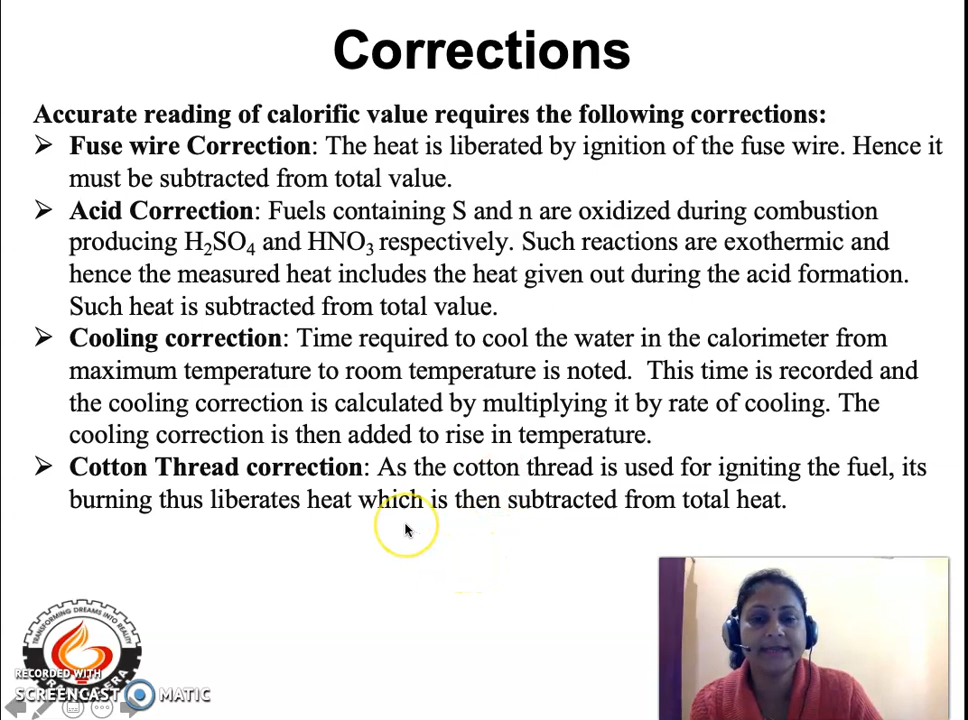 Corrections
Accurate reading of calorific value requires the following corrections:
➢ Fuse wire Correction: The heat is liberated by ignition of the fuse wire. Hence it
must be subtracted from total value.
➢ Acid Correction: Fuels containing S and n are oxidized during combustion
producing H₂SO₄ and HNO₃ respectively. Such reactions are exothermic and
hence the measured heat includes the heat given out during the acid formation.
Such heat is subtracted from total value.
➢ Cooling correction: Time required to cool the water in the calorimeter from
maximum temperature to room temperature is noted. This time is recorded and
the cooling correction is calculated by multiplying it by rate of cooling. The
cooling correction is then added to rise in temperature.
➢ Cotton Thread correction: As the cotton thread is used for igniting the fuel, its
burning thus liberates heat which is then subtracted from total heat.
TRANSFORMING DREAMS INTO REALITY
RECORDED WITH
SCREENCAST MATIC